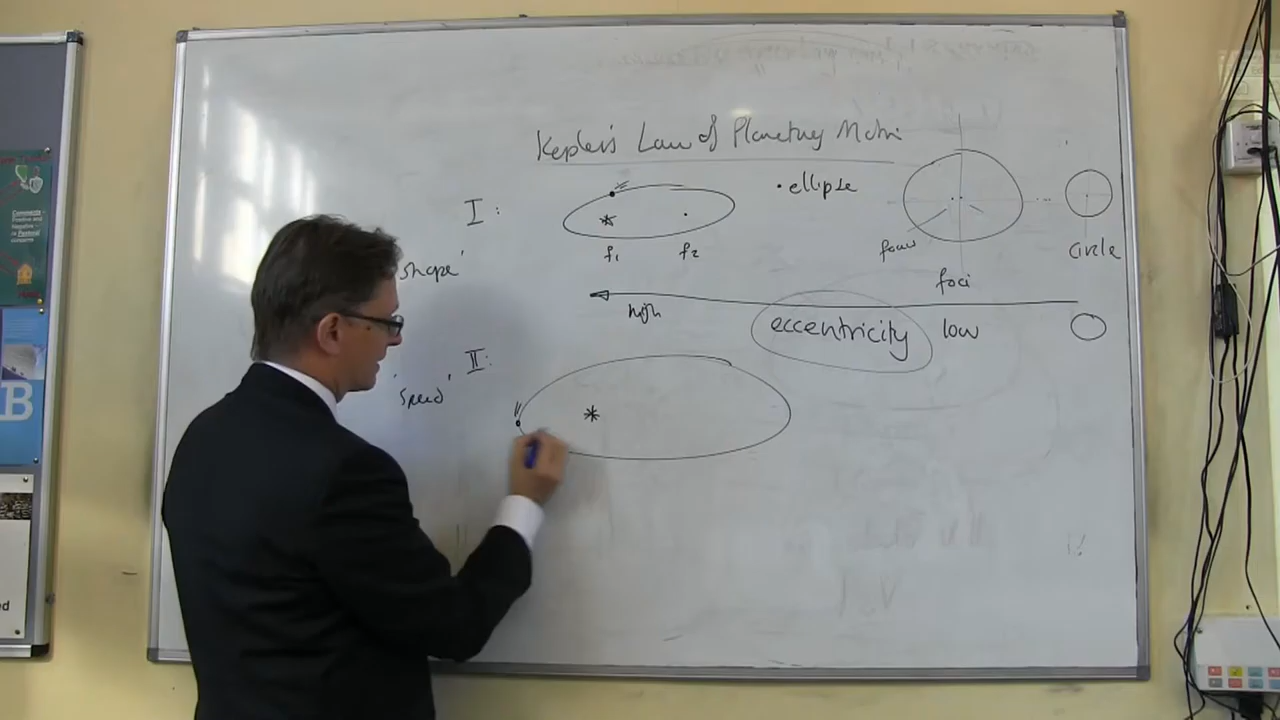 Kepler's Law of Planetary Motion
I :
• ellipse
f₁
f₂
focus
foci
circle
'shape'
high
eccentricity
low
II :
'speed'
B